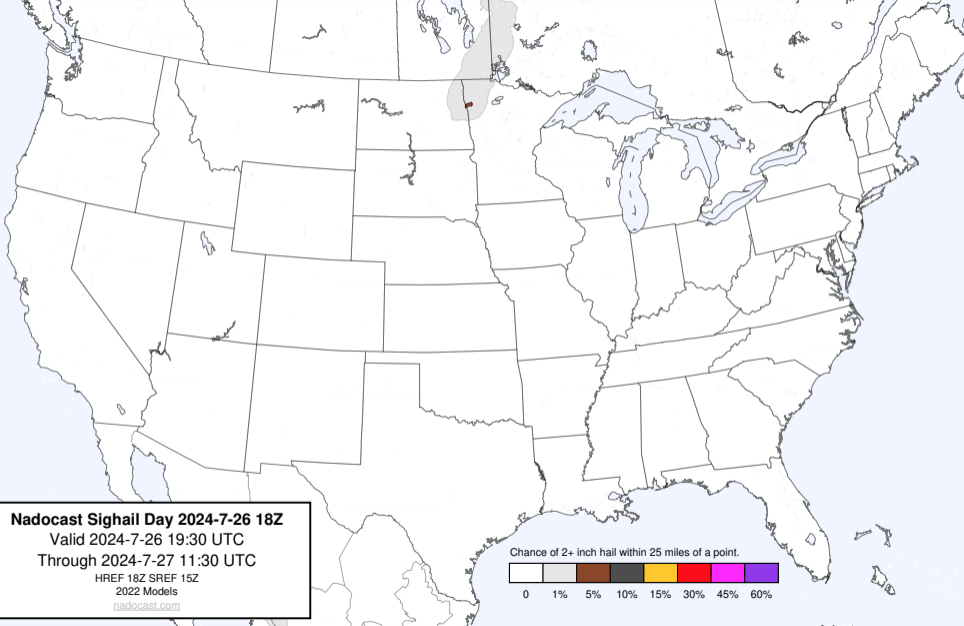 Nadocast Sighail Day 2024-7-26 18Z
Valid 2024-7-26 19:30 UTC
Through 2024-7-27 11:30 UTC
HREF 18Z SREF 15Z
2022 Models
nadocast.com
Chance of 2+ inch hail within 25 miles of a point.
0 1% 5% 10% 15% 30% 45% 60%